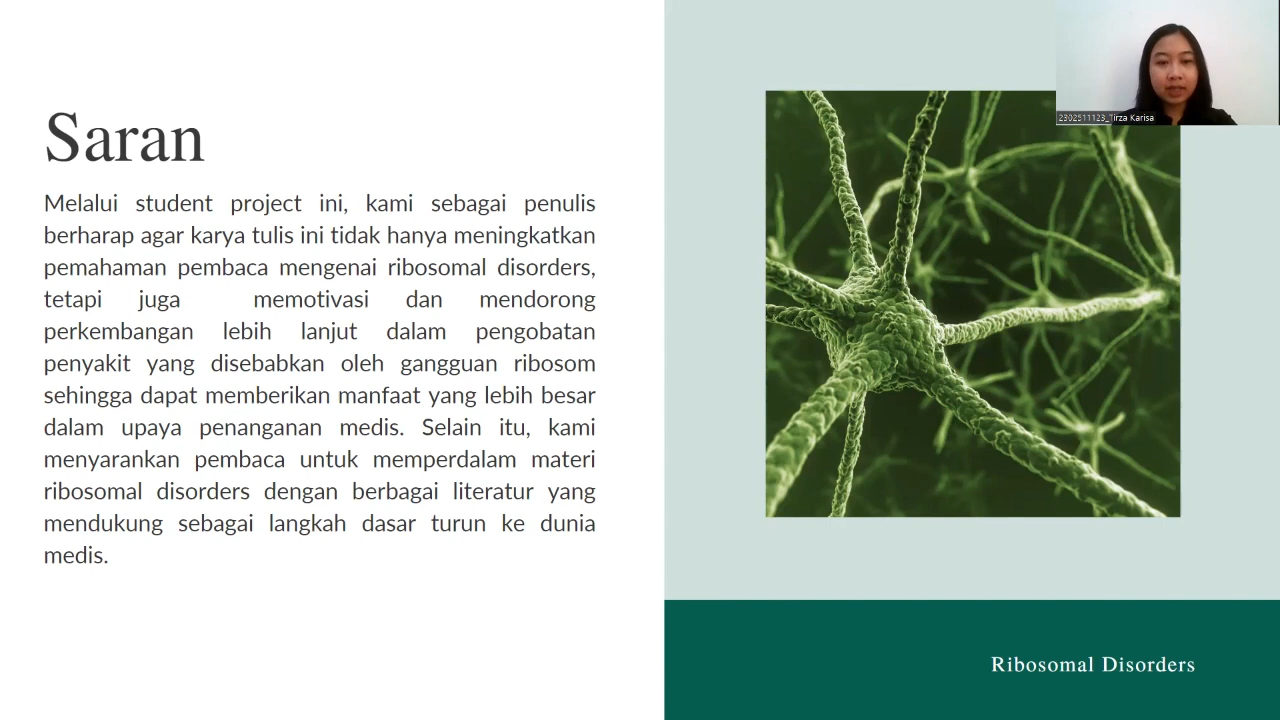 Saran
Melalui student project ini, kami sebagai penulis
berharap agar karya tulis ini tidak hanya meningkatkan
pemahaman pembaca mengenai ribosomal disorders,
tetapi juga memotivasi dan mendorong
perkembangan lebih lanjut dalam pengobatan
penyakit yang disebabkan oleh gangguan ribosom
sehingga dapat memberikan manfaat yang lebih besar
dalam upaya penanganan medis. Selain itu, kami
menyarankan pembaca untuk memperdalam materi
ribosomal disorders dengan berbagai literatur yang
mendukung sebagai langkah dasar turun ke dunia
medis.
2302511123_Tirza Karisa
Ribosomal Disorders